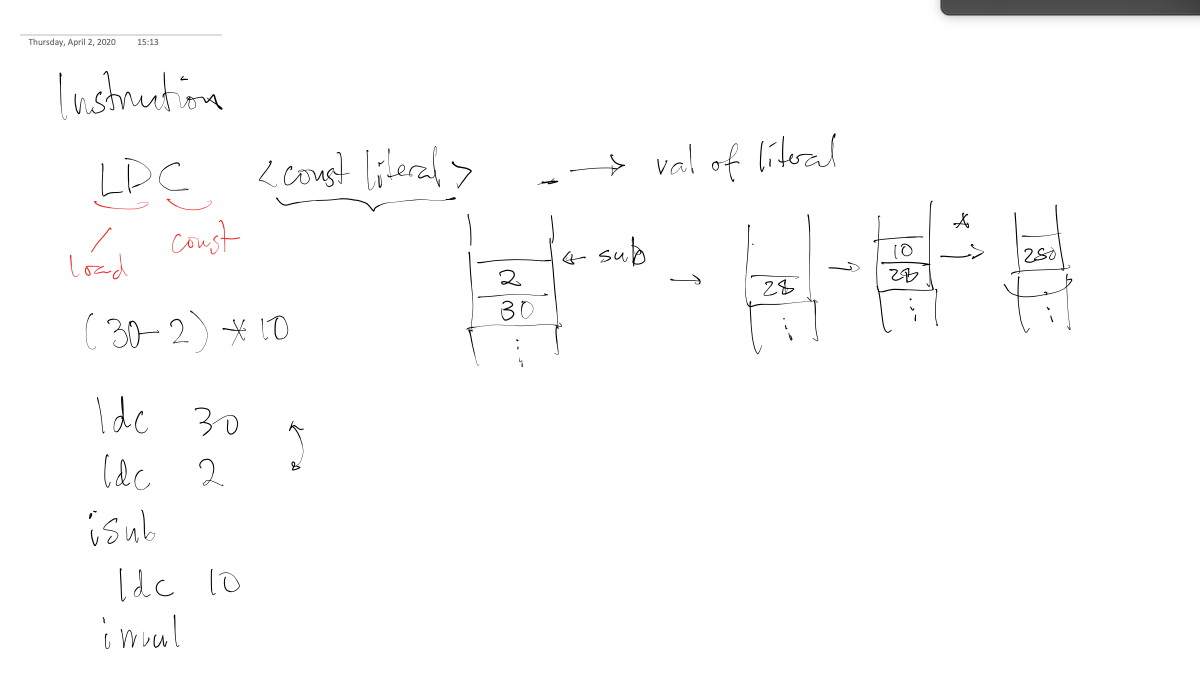 Thursday, April 2, 2020 15:13
Instrution
LDC <const literal> → val of literal
load const
2
30
⋮
← sub
→
28
⋮
→
10
28
⋮
*
→
280
⋮
(30-2) * 10
ldc 30
ldc 2
isub
ldc 10
imul